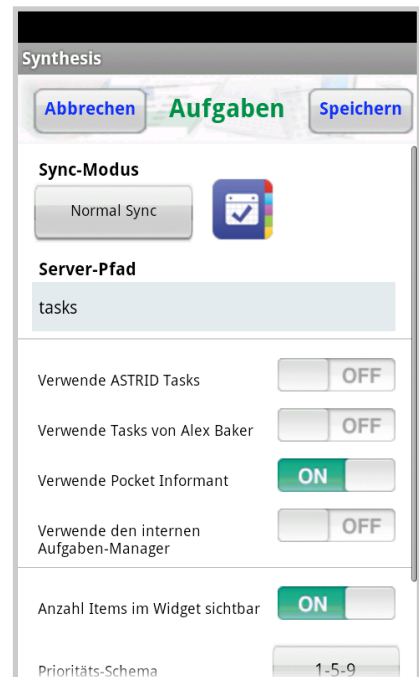 Synthesis
Abbrechen
Aufgaben
Speichern
Sync-Modus
Normal Sync
Server-Pfad
tasks
Verwende ASTRID Tasks
OFF
Verwende Tasks von Alex Baker
OFF
Verwende Pocket Informant
ON
Verwende den internen
Aufgaben-Manager
OFF
Anzahl Items im Widget sichtbar
ON
Prioritäts-Schema
1-5-9